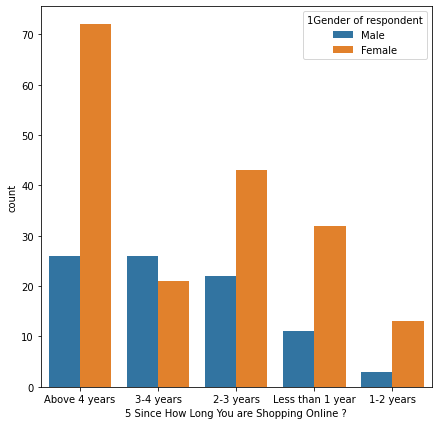 1Gender of respondent
Male
Female
70
60
50
40
30
20
10
0
count
Above 4 years 3-4 years 2-3 years Less than 1 year 1-2 years
5 Since How Long You are Shopping Online ?